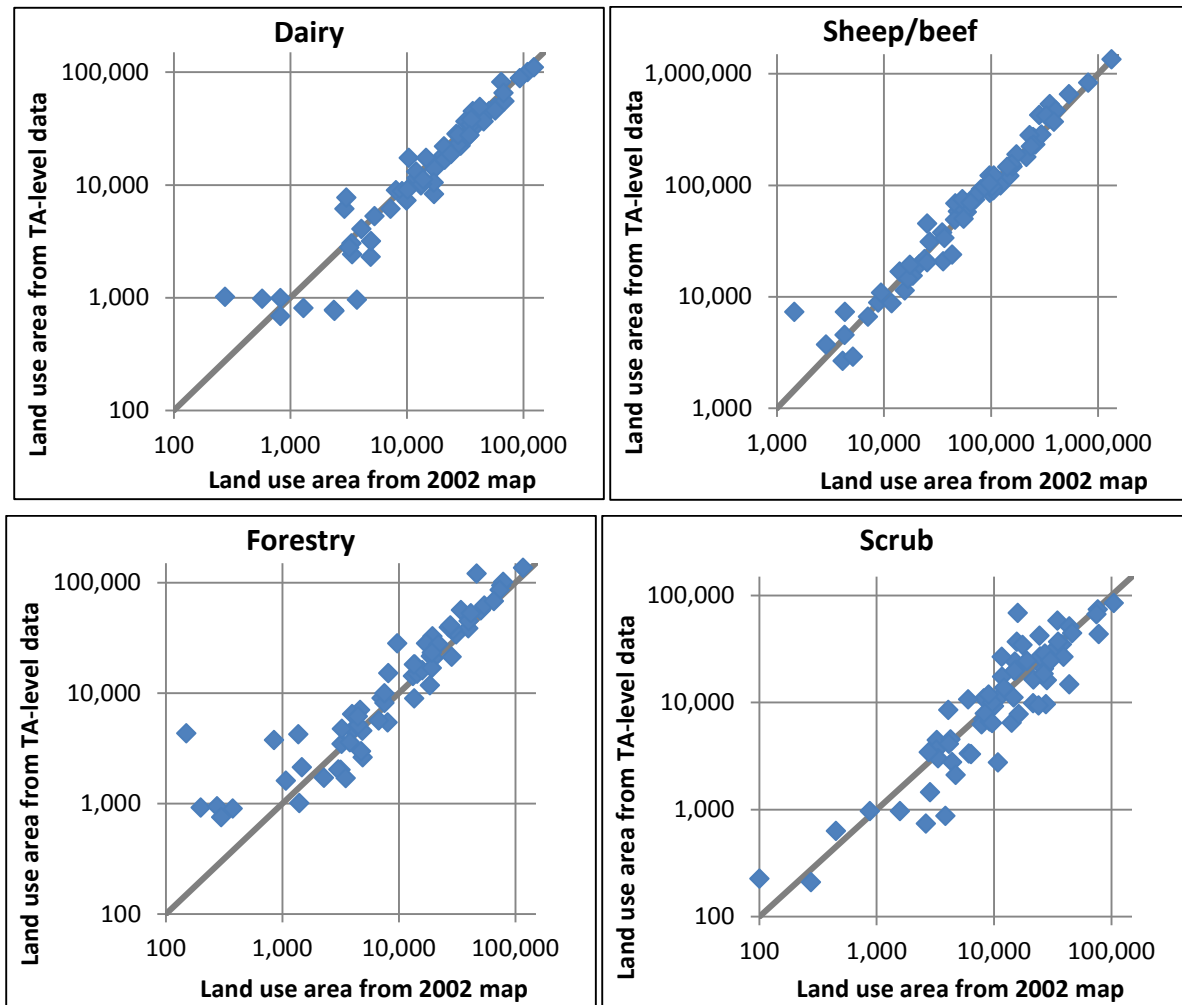 Dairy
Land use area from TA-level data
100,000
10,000
1,000
100
100 1,000 10,000 100,000
Land use area from 2002 map
Sheep/beef
Land use area from TA-level data
1,000,000
100,000
10,000
1,000
1,000 10,000 100,000 1,000,000
Land use area from 2002 map
Forestry
Land use area from TA-level data
100,000
10,000
1,000
100
100 1,000 10,000 100,000
Land use area from 2002 map
Scrub
Land use area from TA-level data
100,000
10,000
1,000
100
100 1,000 10,000 100,000
Land use area from 2002 map